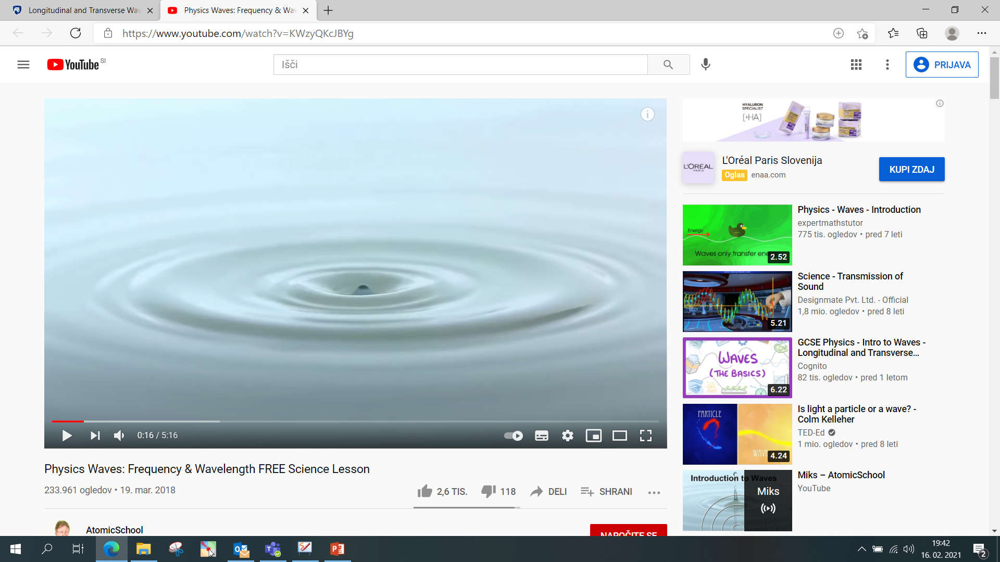 Longitudinal and Transverse Wav
Physics Waves: Frequency & Wav
https://www.youtube.com/watch?v=KWzyQKcJBYg
YouTube SI
Išči
PRIJAVA
HYALURON
SPECIALIST
[+HA]
L'ORÉAL
PARIS
L'Oréal Paris Slovenija
Oglas enaa.com
KUPI ZDAJ
Energy
Waves only transfer ene
2.52
Physics - Waves - Introduction
expertmathstutor
775 tis. ogledov • pred 7 leti
5.21
Science - Transmission of
Sound
Designmate Pvt. Ltd. - Official
1,8 mio. ogledov • pred 8 leti
WAVES
(THE BASICS)
6.22
GCSE Physics - Intro to Waves -
Longitudinal and Transverse...
Cognito
82 tis. ogledov • pred 1 letom
PARTICLE
WAVE
4.24
Is light a particle or a wave? -
Colm Kelleher
TED-Ed
1 mio. ogledov • pred 8 leti
Introduction to Waves
Miks
Miks – AtomicSchool
YouTube
0:16 / 5:16
Physics Waves: Frequency & Wavelength FREE Science Lesson
233.961 ogledov • 19. mar. 2018
2,6 TIS. 118 DELI SHRANI
AtomicSchool
NAROČITE SE
19:42
16. 02. 2021
2